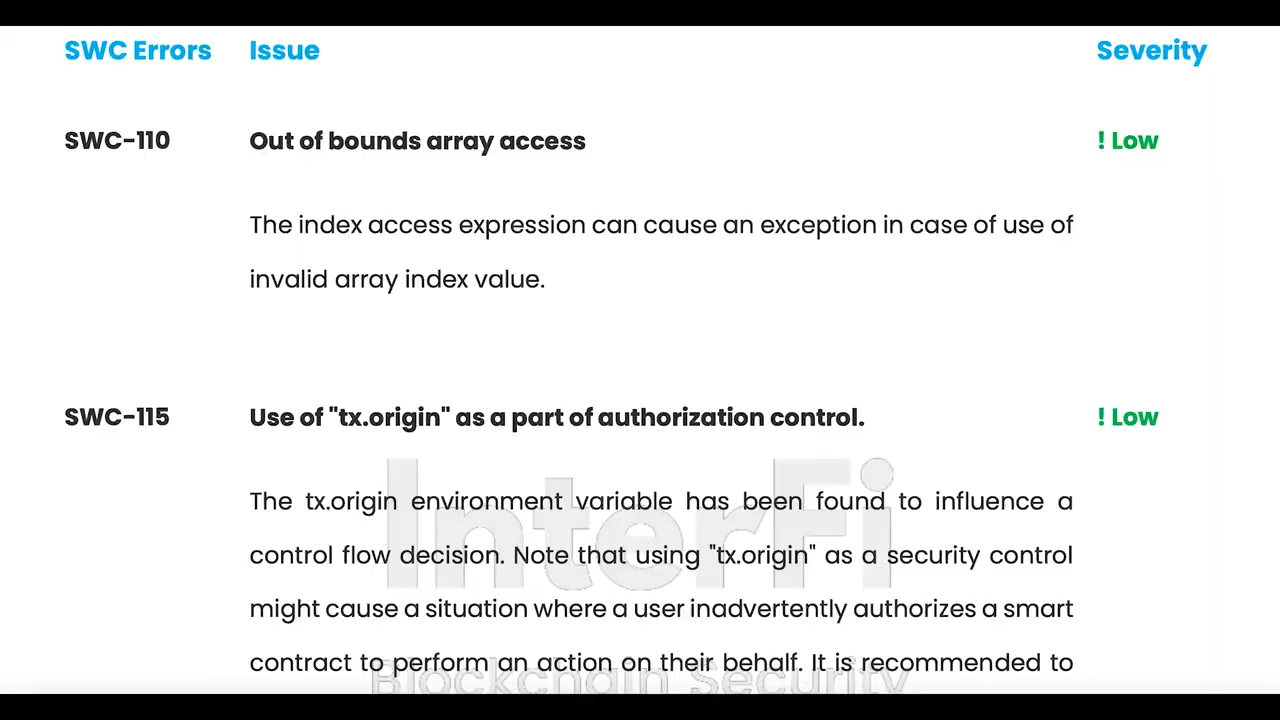 SWC Errors Issue Severity
SWC-110 Out of bounds array access ! Low
The index access expression can cause an exception in case of use of
invalid array index value.
SWC-115 Use of "tx.origin" as a part of authorization control. ! Low
The tx.origin environment variable has been found to influence a
control flow decision. Note that using "tx.origin" as a security control
might cause a situation where a user inadvertently authorizes a smart
contract to perform an action on their behalf. It is recommended to
InterFi
Blockchain Security